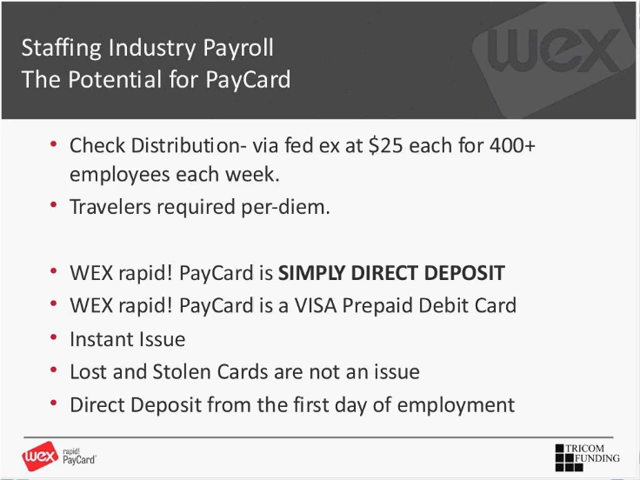 Staffing Industry Payroll
The Potential for PayCard
wex
• Check Distribution- via fed ex at $25 each for 400+
employees each week.
• Travelers required per-diem.
• WEX rapid! PayCard is SIMPLY DIRECT DEPOSIT
• WEX rapid! PayCard is a VISA Prepaid Debit Card
• Instant Issue
• Lost and Stolen Cards are not an issue
• Direct Deposit from the first day of employment
wex
rapid!
PayCard
TRICOM
FUNDING